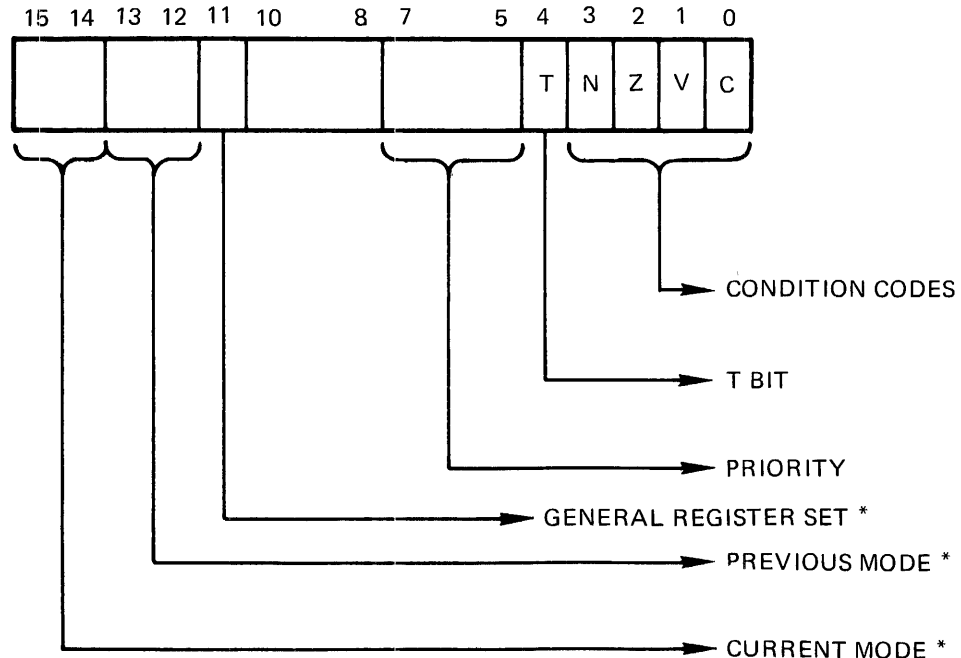 15 14 13 12 11 10 8 7 5 4 3 2 1 0
T N Z V C
CONDITION CODES
T BIT
PRIORITY
GENERAL REGISTER SET *
PREVIOUS MODE *
CURRENT MODE *